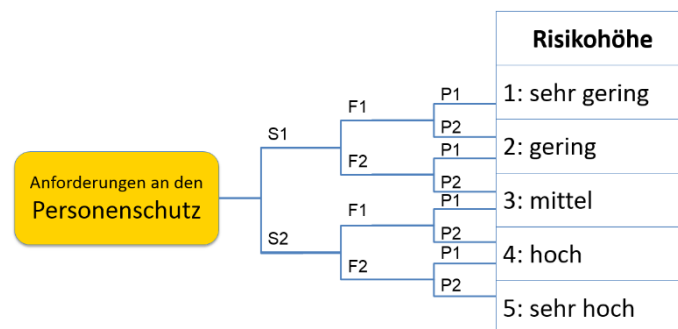 Risikohöhe
P1
1: sehr gering
F1
P2
S1
P1
2: gering
F2
P2
Anforderungen an den
Personenschutz
P1
3: mittel
F1
P2
S2
P1
4: hoch
F2
P2
5: sehr hoch